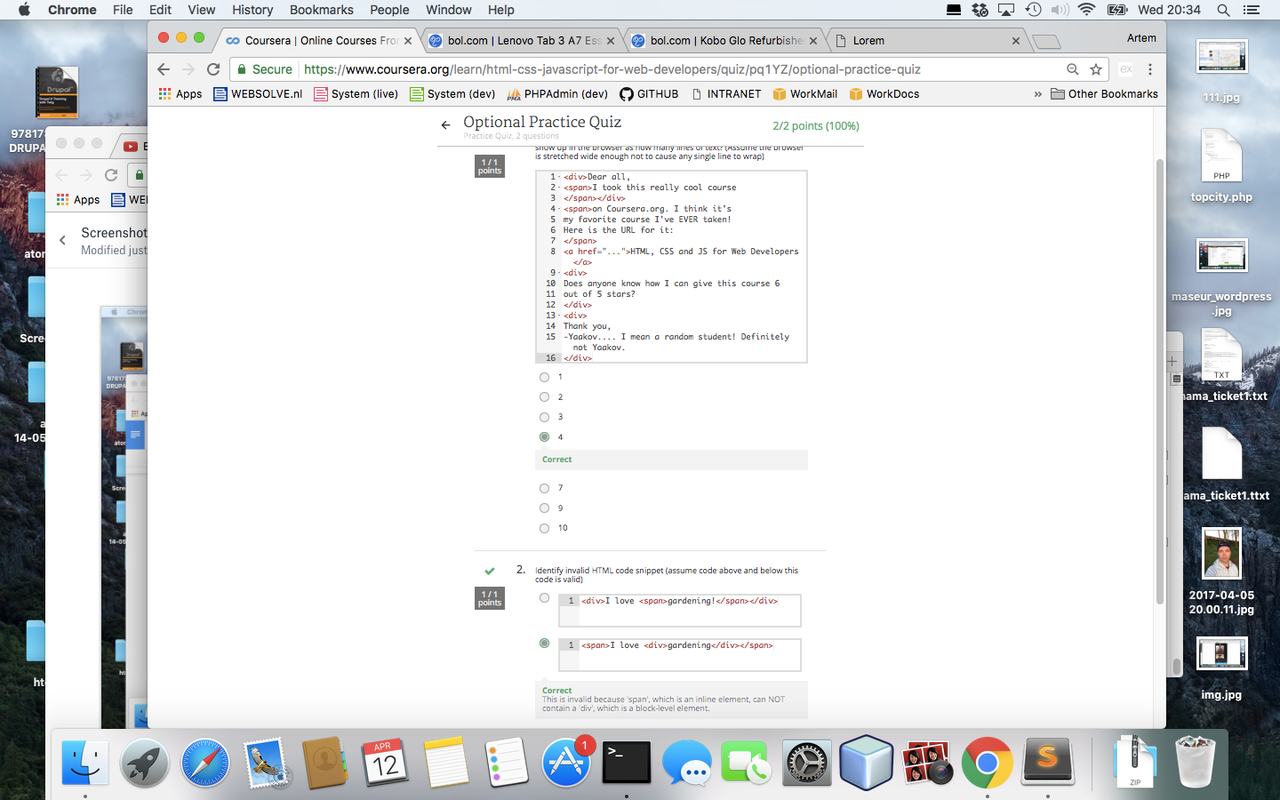 Chrome File Edit View History Bookmarks People Window Help Wed 20:34
Coursera | Online Courses Fro
bol.com | Lenovo Tab 3 A7 Ess
bol.com | Kobo Glo Refurbishe
Lorem
Artem
Secure https://www.coursera.org/learn/html-css-javascript-for-web-developers/quiz/pq1YZ/optional-practice-quiz
Apps WEBSOLVE.nl System (live) System (dev) PHPAdmin (dev) GITHUB INTRANET WorkMail WorkDocs » Other Bookmarks
Optional Practice Quiz
Practice Quiz, 2 questions
2/2 points (100%)
show up in the browser as how many lines of text? (Assume the browser
is stretched wide enough not to cause any single line to wrap)
1 / 1
points
1 <div>Dear all,
2 <span>I took this really cool course
3 </span></div>
4 <span>on Coursera.org. I think it's
5 my favorite course I've EVER taken!
6 Here is the URL for it:
7 </span>
8 <a href="...">HTML, CSS and JS for Web Developers
</a>
9 <div>
10 Does anyone know how I can give this course 6
11 out of 5 stars?
12 </div>
13 <div>
14 Thank you,
15 -Yaakov.... I mean a random student! Definitely
not Yaakov.
16 </div>
1
2
3
4
Correct
7
9
10
2. Identify invalid HTML code snippet (assume code above and below this
code is valid)
1 / 1
points
1 <div>I love <span>gardening!</span></div>
1 <span>I love <div>gardening</div></span>
Correct
This is invalid because 'span', which is an inline element, can NOT
contain a 'div', which is a block-level element.
Drupal
97817
DRUPA
Apps WE
Screenshot
Modified just
ator
Scre
a
14-05
ht
111.jpg
PHP
topcity.php
maseur_wordpress
.jpg
TXT
ama_ticket1.txt
ama_ticket1.ttxt
2017-04-05
20.00.11.jpg
img.jpg
APR
12
1
ZIP